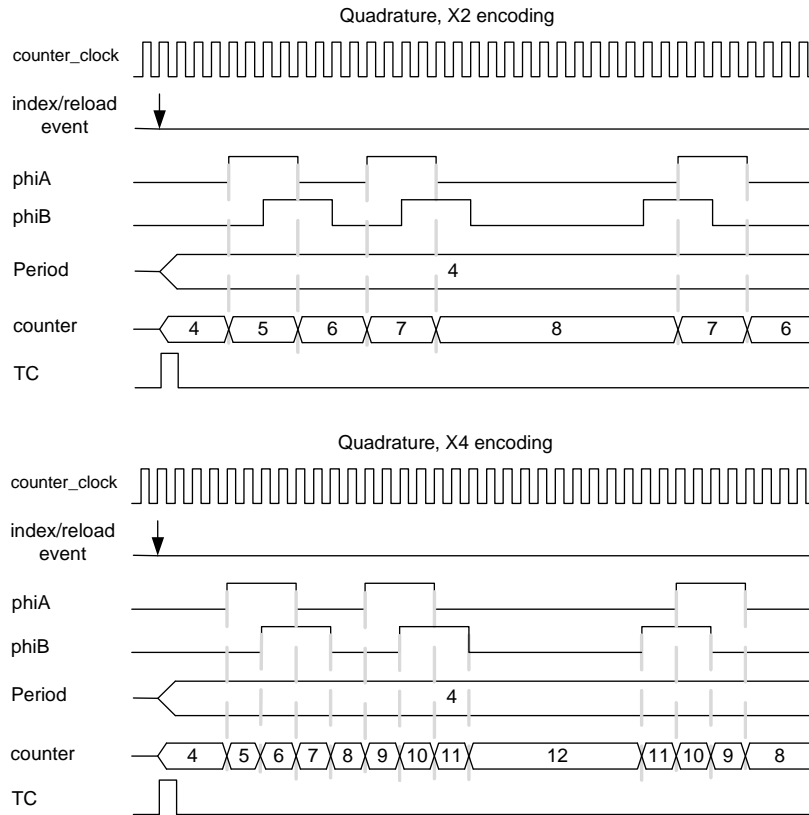 Quadrature, X2 encoding
counter_clock
index/reload
event
phiA
phiB
Period
4
counter
4 5 6 7 8 7 6
TC
Quadrature, X4 encoding
counter_clock
index/reload
event
phiA
phiB
Period
4
counter
4 5 6 7 8 9 10 11 12 11 10 9 8
TC